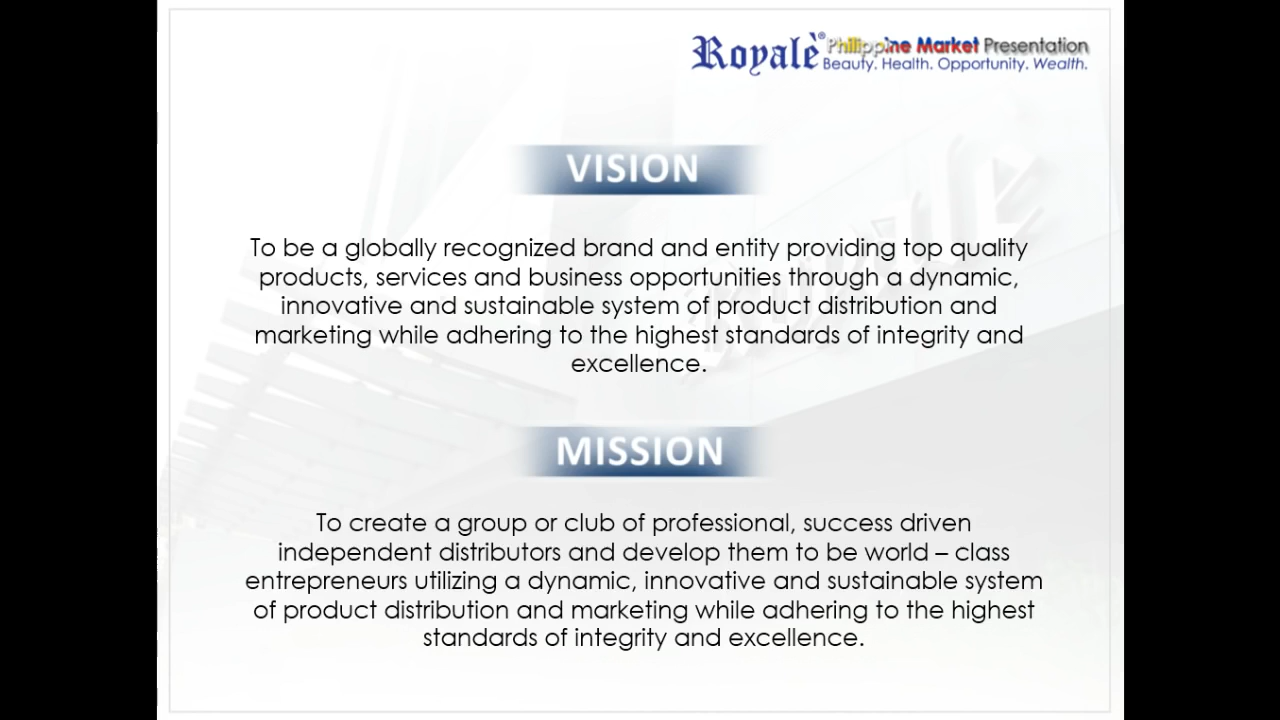 Royalè® Philippine Market Presentation
Beauty. Health. Opportunity. Wealth.
VISION
To be a globally recognized brand and entity providing top quality
products, services and business opportunities through a dynamic,
innovative and sustainable system of product distribution and
marketing while adhering to the highest standards of integrity and
excellence.
MISSION
To create a group or club of professional, success driven
independent distributors and develop them to be world – class
entrepreneurs utilizing a dynamic, innovative and sustainable system
of product distribution and marketing while adhering to the highest
standards of integrity and excellence.